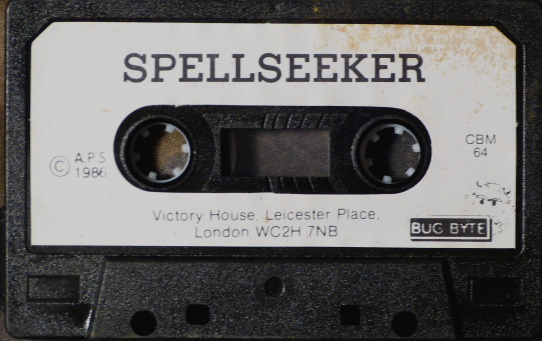 SPELLSEEKER
© A.P.S
1986
CBM
64
Victory House, Leicester Place,
London WC2H 7NB
BUG BYTE